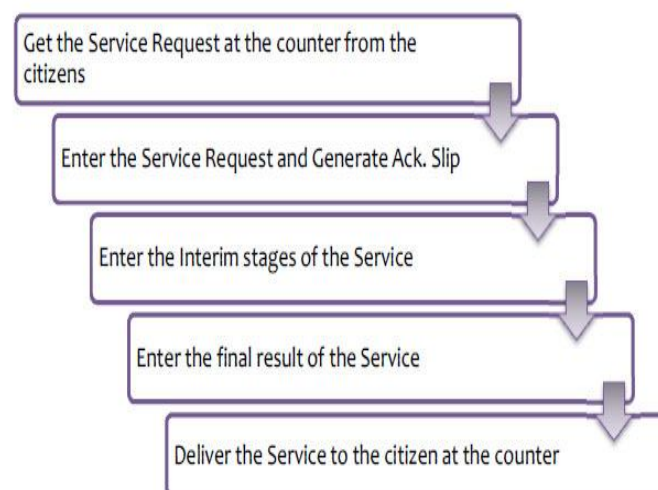 Get the Service Request at the counter from the
citizens
Enter the Service Request and Generate Ack. Slip
Enter the Interim stages of the Service
Enter the final result of the Service
Deliver the Service to the citizen at the counter